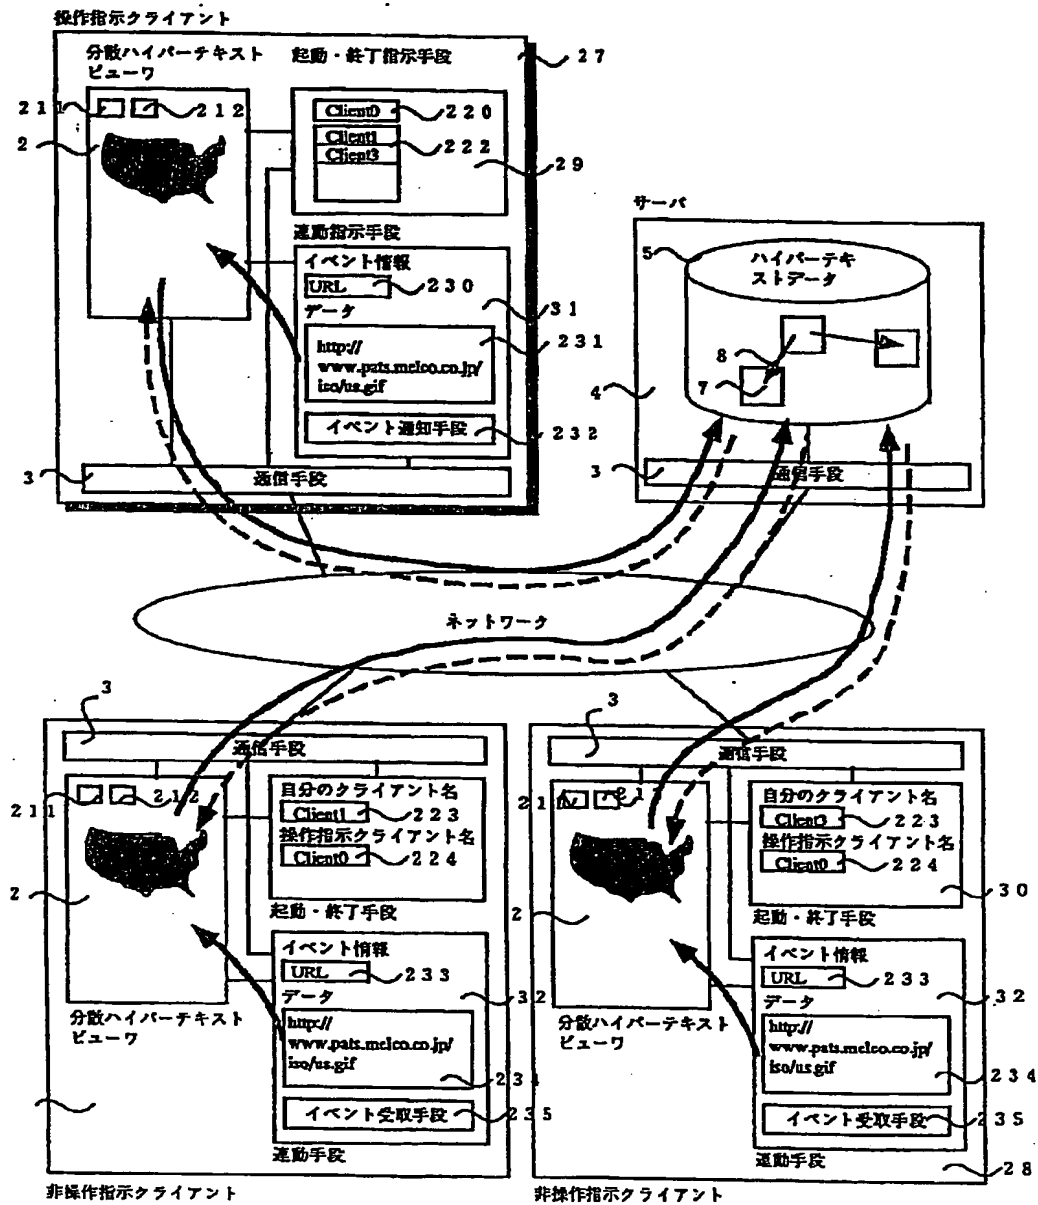 操作指示クライアント
27
分散ハイパーテキスト
ビューワ
起動・終了指示手段
211
212
2
Client0
220
Client1
222
Client3
29
連動指示手段
イベント情報
URL
230
31
データ
http://
www.pats.melco.co.jp/
iso/us.gif
231
イベント通知手段
232
3
通信手段
サーバ
5
ハイパーテキ
ストデータ
8
7
4
3
通信手段
ネットワーク
3
通信手段
211
212
2
自分のクライアント名
Client1
223
操作指示クライアント名
Client0
224
起動・終了手段
イベント情報
URL
233
32
データ
http://
www.pats.melco.co.jp/
iso/us.gif
234
イベント受取手段
235
連動手段
分散ハイパーテキスト
ビューワ
非操作指示クライアント
3
通信手段
2
自分のクライアント名
Client3
223
操作指示クライアント名
Client0
224
30
起動・終了手段
イベント情報
URL
233
32
データ
http://
www.pats.melco.co.jp/
iso/us.gif
234
イベント受取手段
235
連動手段
28
分散ハイパーテキスト
ビューワ
非操作指示クライアント